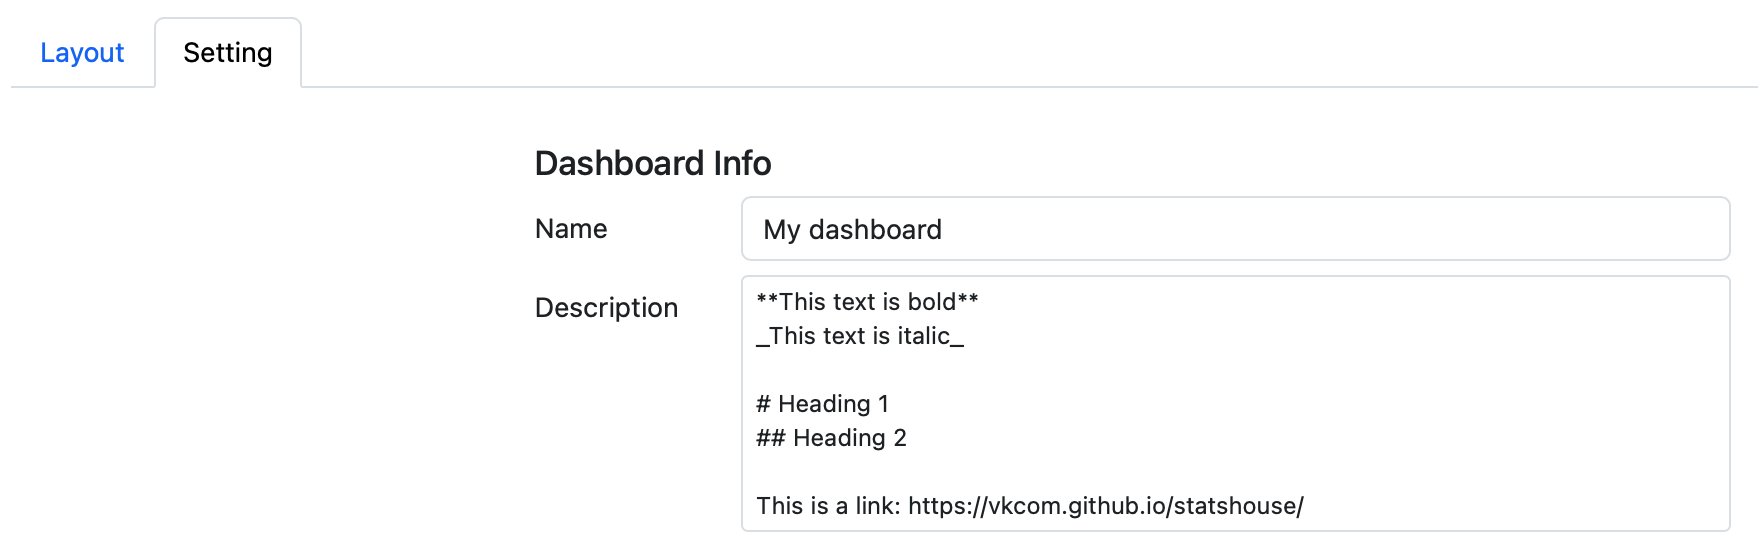 Layout Setting
Dashboard Info
Name My dashboard
Description **This text is bold**
_This text is italic_
# Heading 1
## Heading 2
This is a link: https://vkcom.github.io/statshouse/